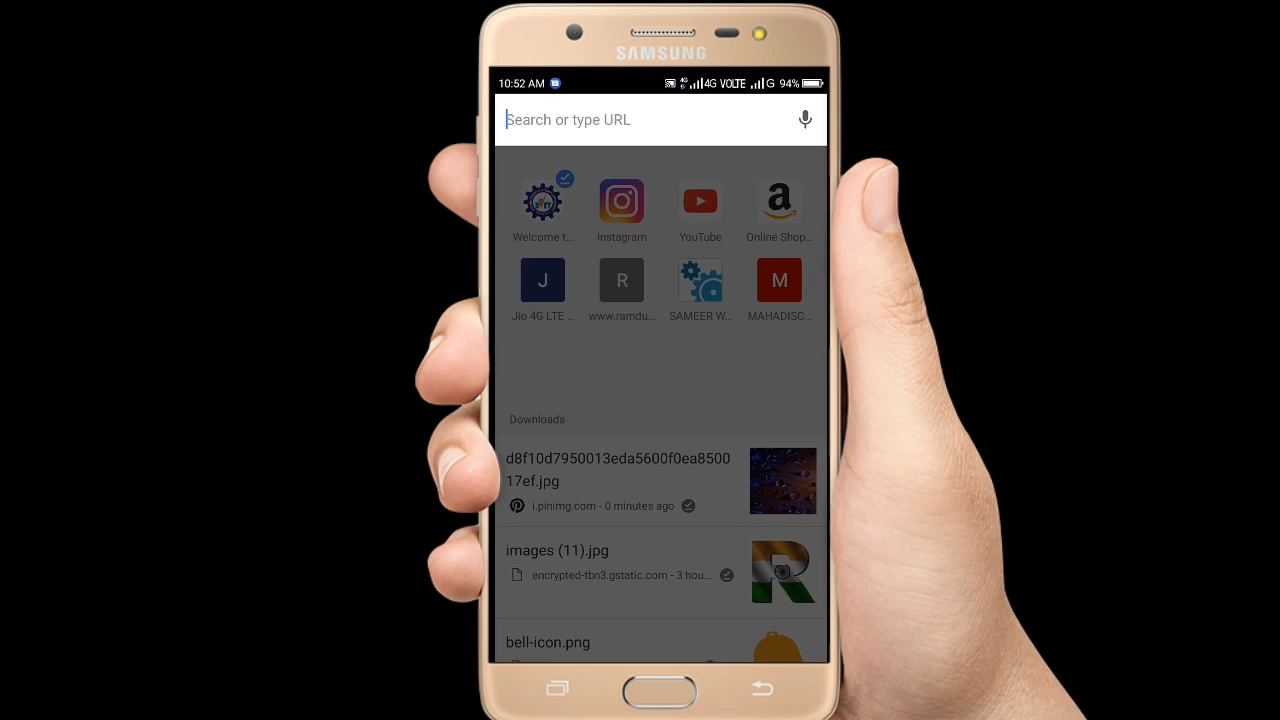 SAMSUNG
10:52 AM
4G 4G VOLTE G 94%
Search or type URL
Welcome t...
Instagram
YouTube
Online Shop...
J
R
M
Jio 4G LTE ...
www.ramdu...
SAMEER W...
MAHADISC...
Downloads
d8f10d7950013eda5600f0ea8500
17ef.jpg
i.pinimg.com - 0 minutes ago
images (11).jpg
encrypted-tbn3.gstatic.com - 3 hou...
bell-icon.png